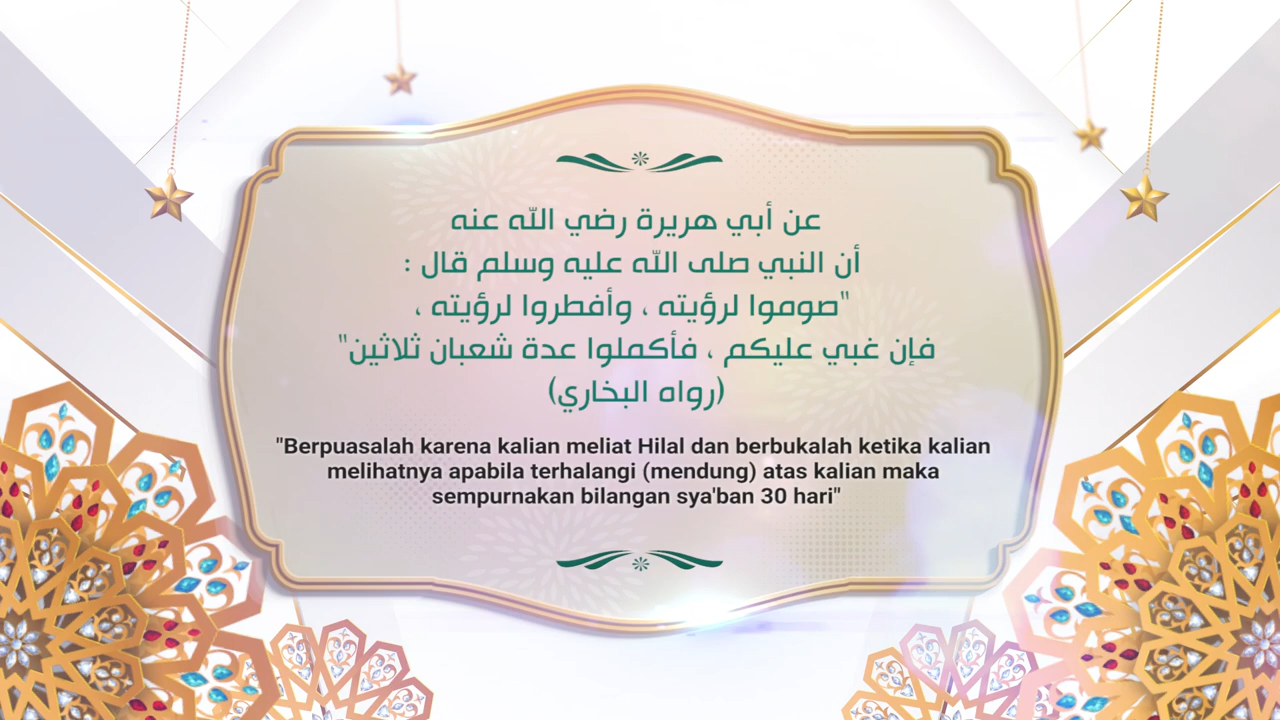 عن أبي هريرة رضي الله عنه
أن النبي صلى الله عليه وسلم قال :
"صوموا لرؤيته ، وأفطروا لرؤيته ،
فإن غبي عليكم ، فأكملوا عدة شعبان ثلاثين"
(رواه البخاري)
"Berpuasalah karena kalian meliat Hilal dan berbukalah ketika kalian
melihatnya apabila terhalangi (mendung) atas kalian maka
sempurnakan bilangan sya'ban 30 hari"